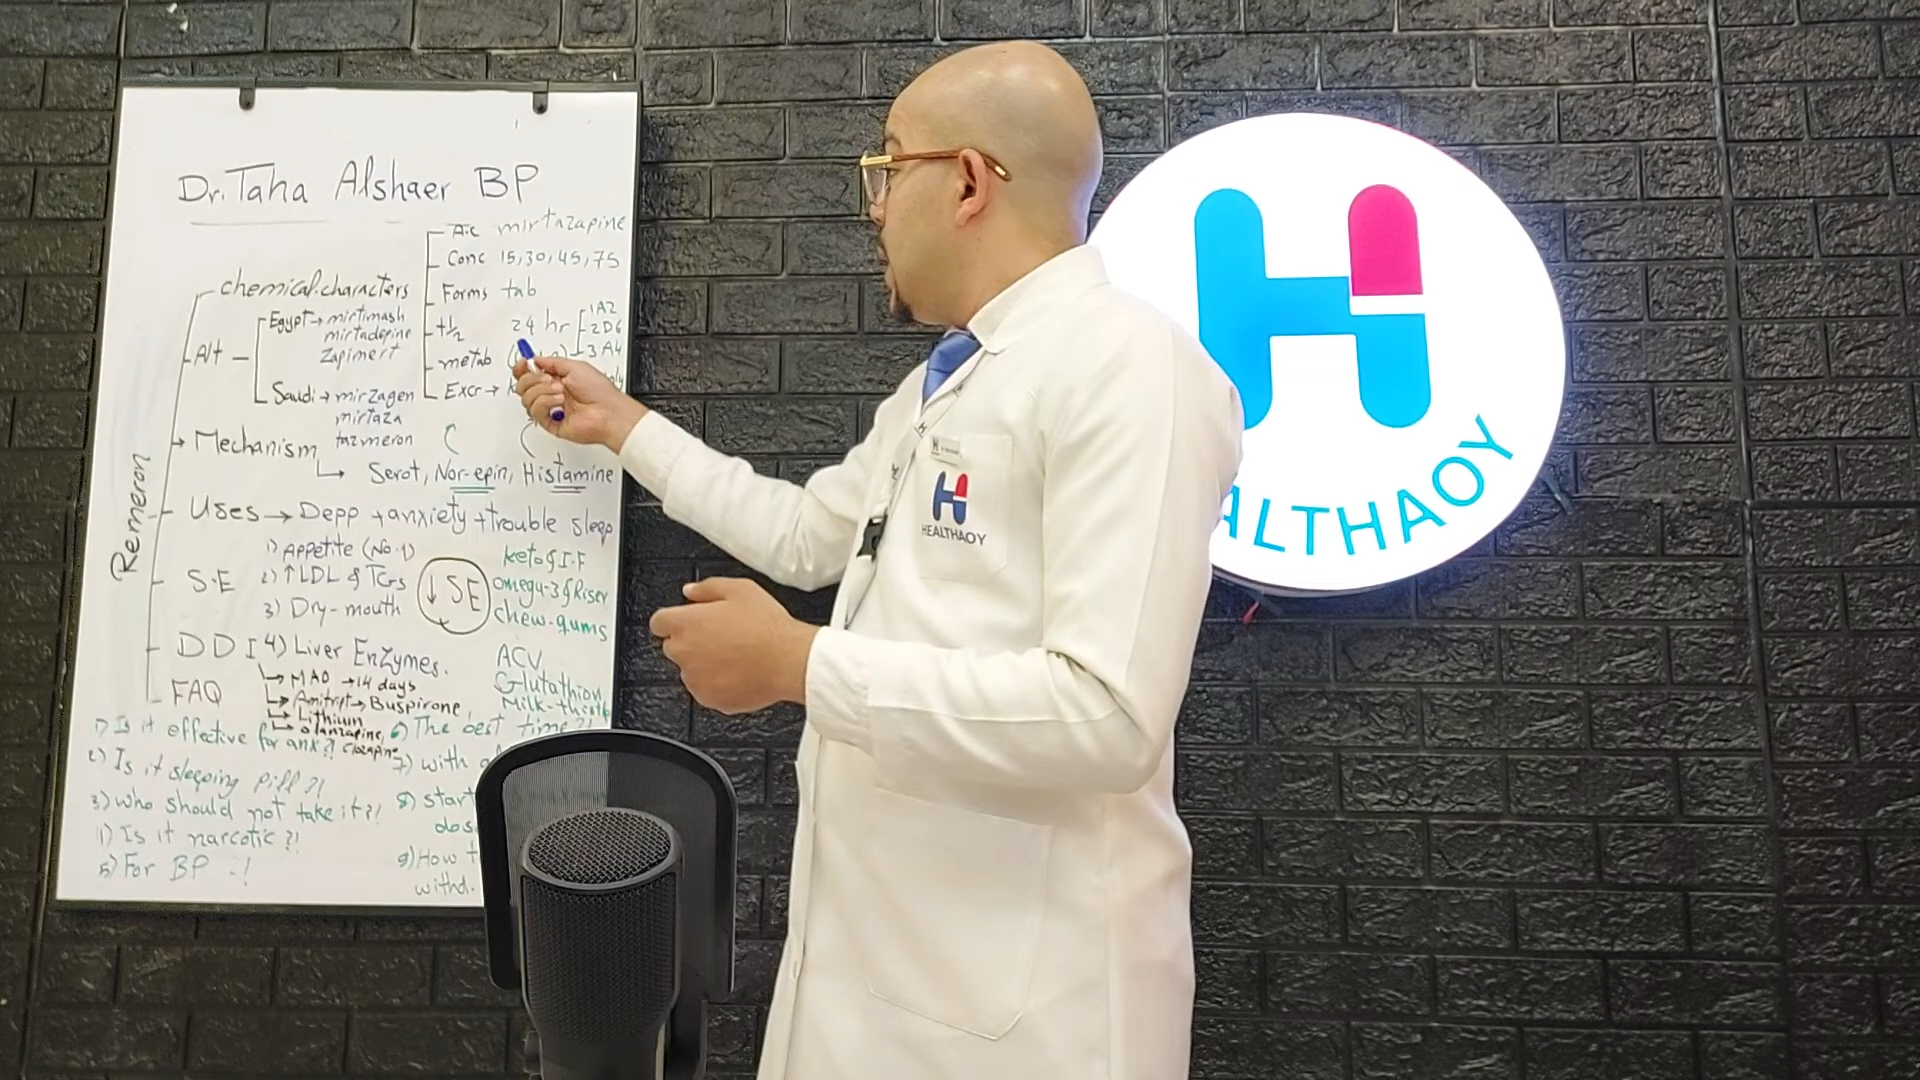 Dr. Taha Alshaer BP
A.c mirtazapine
Conc 15, 30, 45, 75
Forms tab
t1/2 24 hr
1A2
2D6
3A4
metab
Excr →
Remeron
chemical characters
Alt
Egypt → mirtimash
mirtadepine
Zapimert
Saudi → mirzagen
mirtaza
tazmeron
Mechanism
Serot, Nor-epin, Histamine
Uses → Depp + anxiety + trouble sleep
S.E
1) Appetite (No.1)
2) ↑ LDL & TGs
3) Dry-mouth
4) Liver Enzymes.
↓ SE
keto & I.F
omega-3 & Riser
chew-gums
ACV
Glutathion
Milk-thistle
DDI
MAO → 14 days
Amitript → Buspirone
Lithium
olanzapine,
Clozapine
FAQ
1) Is it effective for anx?!
2) Is it sleeping pill?!
3) who should not take it?!
4) Is it narcotic?!
5) For BP -!
6) The best time?!
7) with
8) start
dos
9) How t
withd.
HEALTHAOY
ALTHAOY